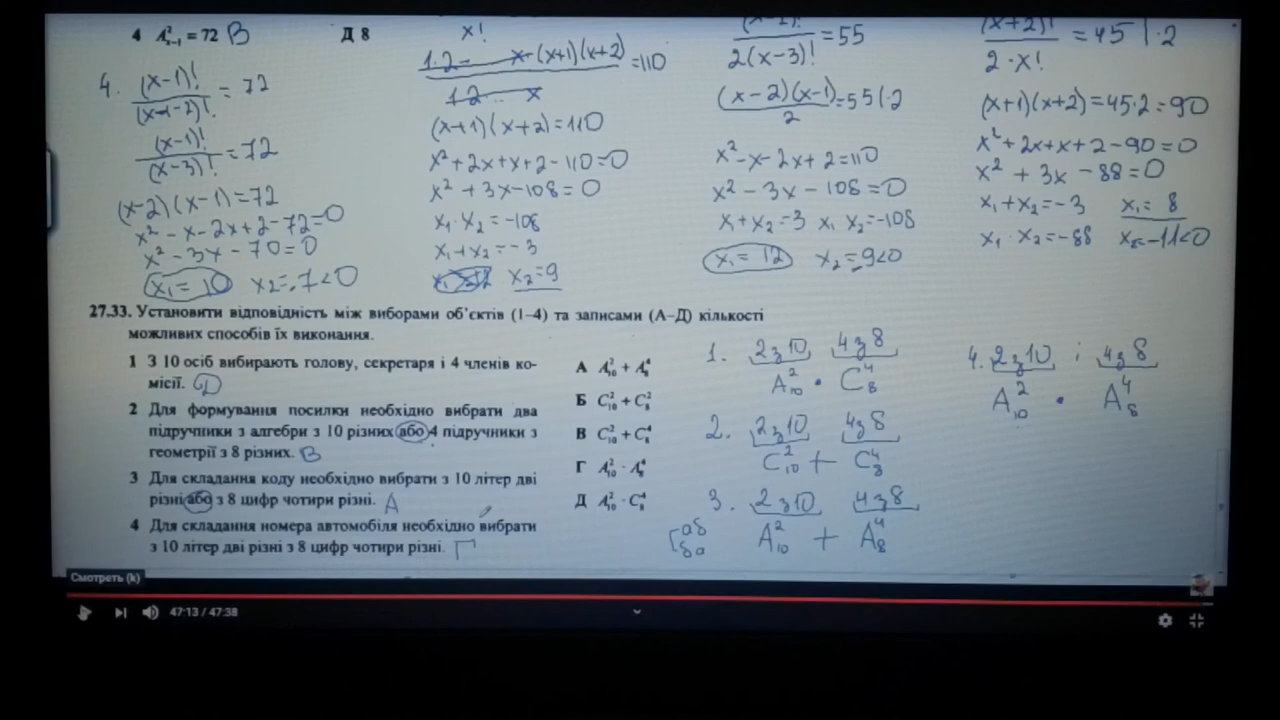 4 A²ₓ₋₁ = 72 В
Д 8
4. (x-1)! / (x-1-2)! = 72
(x-1)! / (x-3)! = 72
(x-2)(x-1)=72
x²-x-2x+2-72=0
x²-3x-70=0
x₁=10 x₂=-7<0
x!
1·2-...x·(x+1)(x+2) / 1·2...x =110
(x+1)(x+2)=110
x²+2x+x+2-110=0
x²+3x-108=0
x₁·x₂=-108
x₁+x₂=-3
x₂=9
2(x-3)! =55
(x-2)(x-1) / 2 =55|·2
x²-x-2x+2=110
x²-3x-108=0
x+x₂=3 x₁x₂=-108
x₁=12 x₂=-9<0
(x+2)! / 2·x! =45|·2
(x+1)(x+2)=45·2=90
x²+2x+x+2-90=0
x²+3x-88=0
x₁+x₂=-3 x₁=8
x₁·x₂=-88 x₂=-11<0
27.33. Установити відповідність між виборами об'єктів (1–4) та записами (А–Д) кількості
можливих способів їх виконання.
1 З 10 осіб вибирають голову, секретаря і 4 членів ко-
місії. D
2 Для формування посилки необхідно вибрати два
підручники з алгебри з 10 різних або 4 підручники з
геометрії з 8 різних. В
3 Для складання коду необхідно вибрати з 10 літер дві
різні або з 8 цифр чотири різні. А
4 Для складання номера автомобіля необхідно вибрати
з 10 літер дві різні з 8 цифр чотири різні. Г
А A²₁₀ + A⁴₈
Б C²₁₀ + C²₈
В C²₁₀ + C⁴₈
Г A²₁₀ · A⁴₈
Д A²₁₀ · C⁴₈
1. 2 з 10 4 з 8
A²₁₀ · C⁴₈
2. 2 з 10 4 з 8
C²₁₀ + C⁴₈
3. 2 з 10 4 з 8
аб
ба
A²₁₀ + A⁴₈
4. 2 з 10 і 4 з 8
A²₁₀ · A⁴₈
Смотреть (k)
47:13 / 47:38